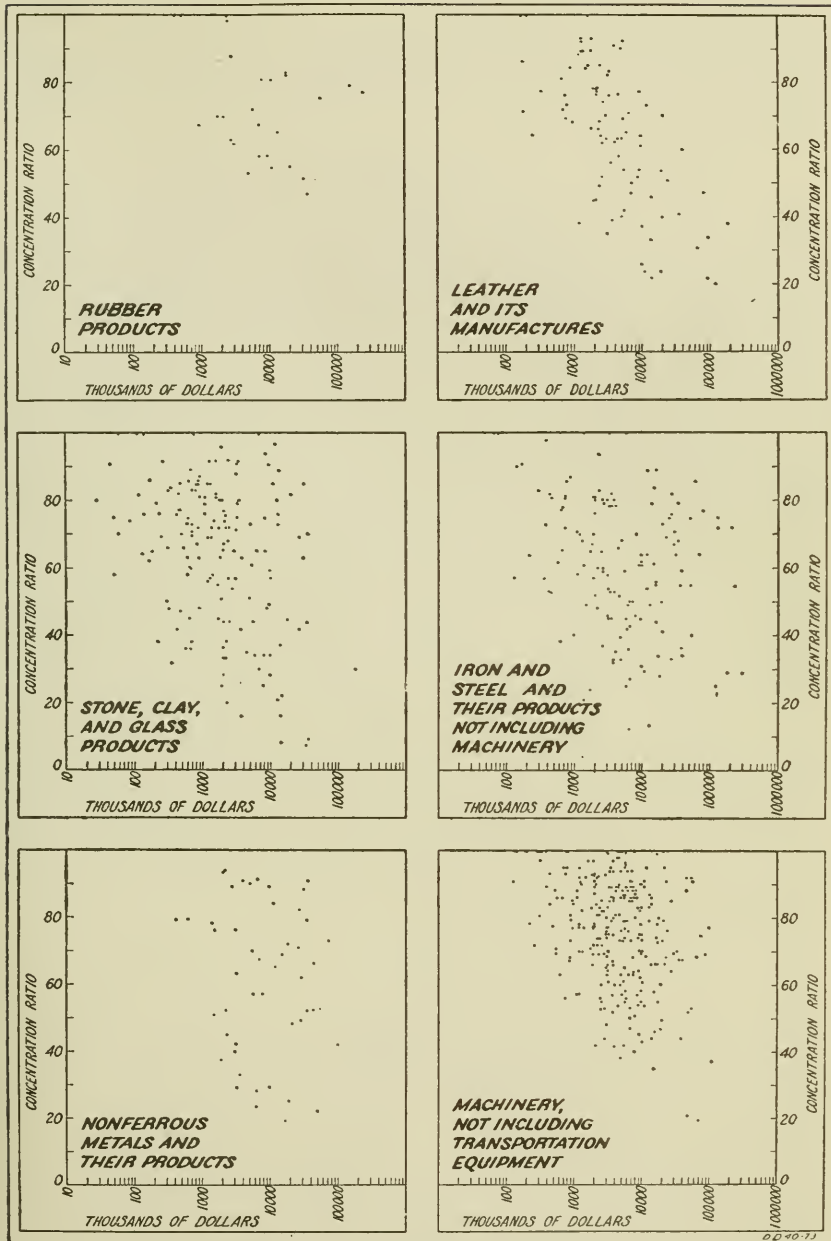 CONCENTRATION RATIO
80
60
40
20
0
RUBBER
PRODUCTS
10
100
1000
10000
100000
THOUSANDS OF DOLLARS
LEATHER
AND ITS
MANUFACTURES
100
1000
10000
100000
1000000
THOUSANDS OF DOLLARS
80
60
40
20
0
CONCENTRATION RATIO
CONCENTRATION RATIO
80
60
40
20
0
STONE, CLAY,
AND GLASS
PRODUCTS
10
100
1000
10000
100000
THOUSANDS OF DOLLARS
IRON AND
STEEL AND
THEIR PRODUCTS
NOT INCLUDING
MACHINERY
100
1000
10000
100000
1000000
THOUSANDS OF DOLLARS
80
60
40
20
0
CONCENTRATION RATIO
CONCENTRATION RATIO
80
60
40
20
0
NONFERROUS
METALS AND
THEIR PRODUCTS
10
100
1000
10000
100000
THOUSANDS OF DOLLARS
MACHINERY,
NOT INCLUDING
TRANSPORTATION
EQUIPMENT
100
1000
10000
100000
1000000
THOUSANDS OF DOLLARS
80
60
40
20
0
CONCENTRATION RATIO